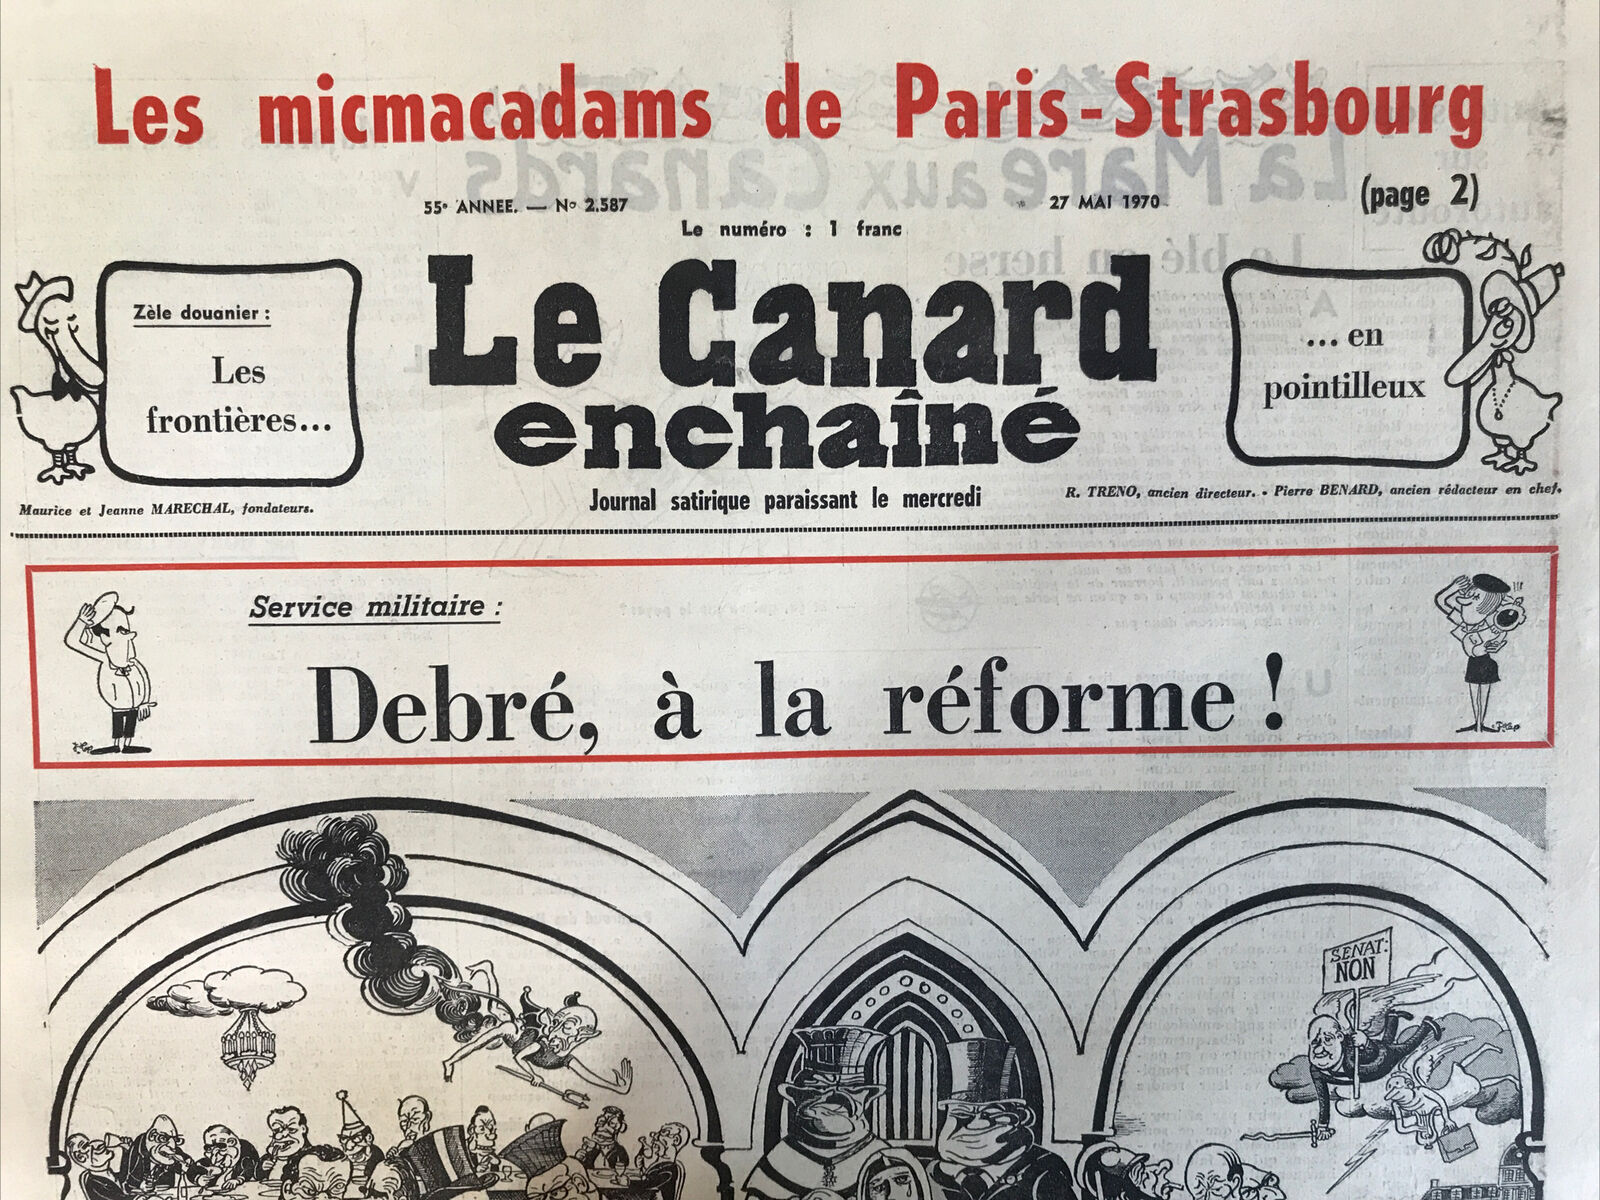 Les micmacadams de Paris-Strasbourg
(page 2)
55e ANNEE. — No 2.587
27 MAI 1970
Le numéro : 1 franc
Zèle douanier :
Les
frontières...
Le Canard
enchaîné
... en
pointilleux
Maurice et Jeanne MARECHAL, fondateurs.
Journal satirique paraissant le mercredi
R. TRENO, ancien directeur. • Pierre BENARD, ancien rédacteur en chef.
Service militaire :
Debré, à la réforme !
!!!
SENAT:
NON